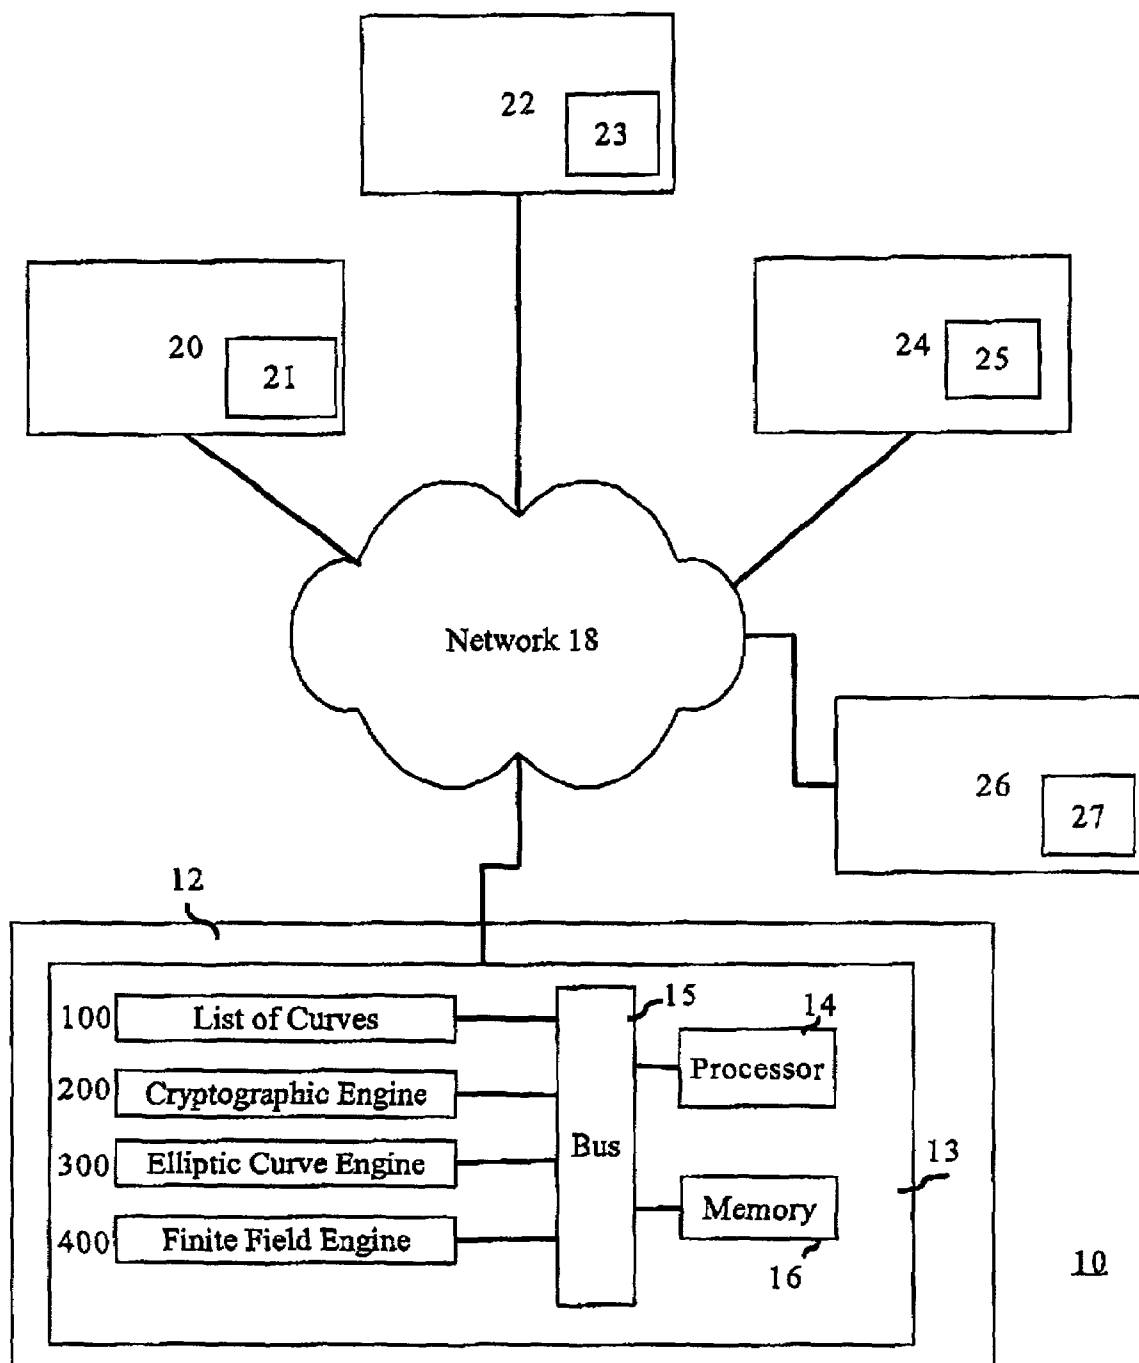 22
23
20
21
24
25
Network 18
26
27
12
100 List of Curves
15
14
Processor
200 Cryptographic Engine
Bus
300 Elliptic Curve Engine
13
Memory
400 Finite Field Engine
16
10